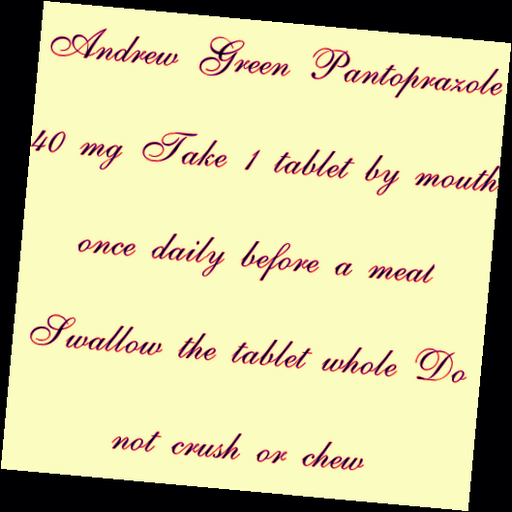 Andrew Green Pantoprazole
40 mg Take 1 tablet by mouth
once daily before a meal
Swallow the tablet whole Do
not crush or chew